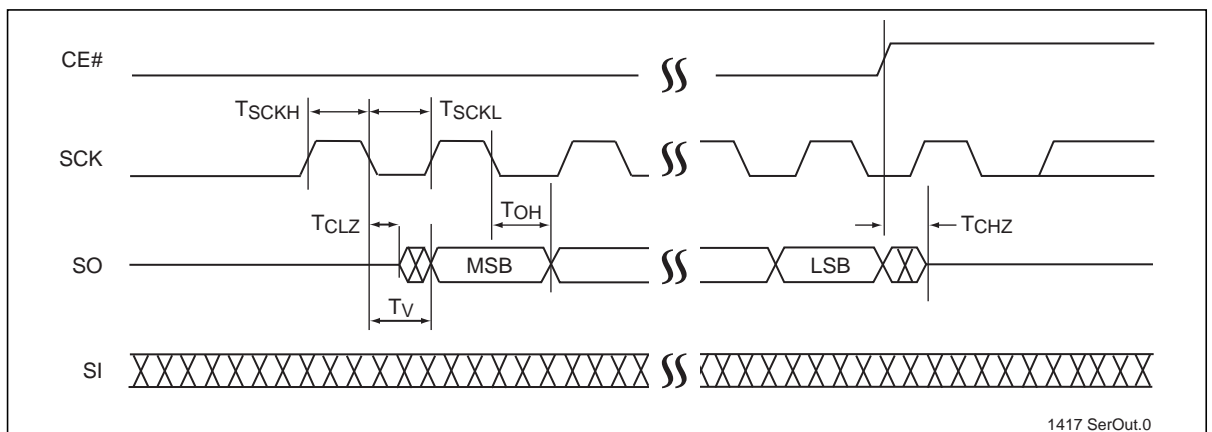 CE#
TSCKH TSCKL
SCK
TOH
TCLZ TCHZ
SO MSB LSB
TV
SI
1417 SerOut.0